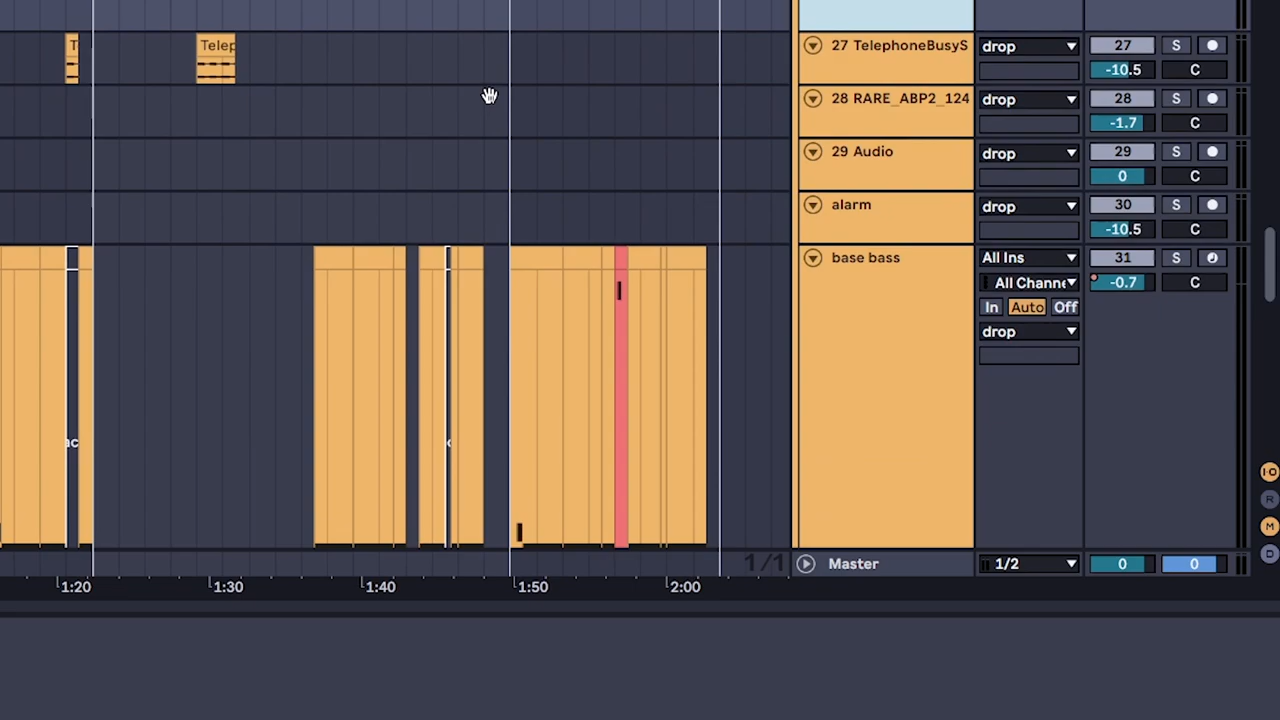 T
Telep
27 TelephoneBusyS
drop
27
S
-10.5
C
28 RARE_ABP2_124
drop
28
S
-1.7
C
29 Audio
drop
29
S
0
C
alarm
drop
30
S
-10.5
C
base bass
All Ins
31
S
All Channe
-0.7
C
In
Auto
Off
drop
ac
1/1
Master
1/2
0
0
1:20
1:30
1:40
1:50
2:00
I·O
R
M
D